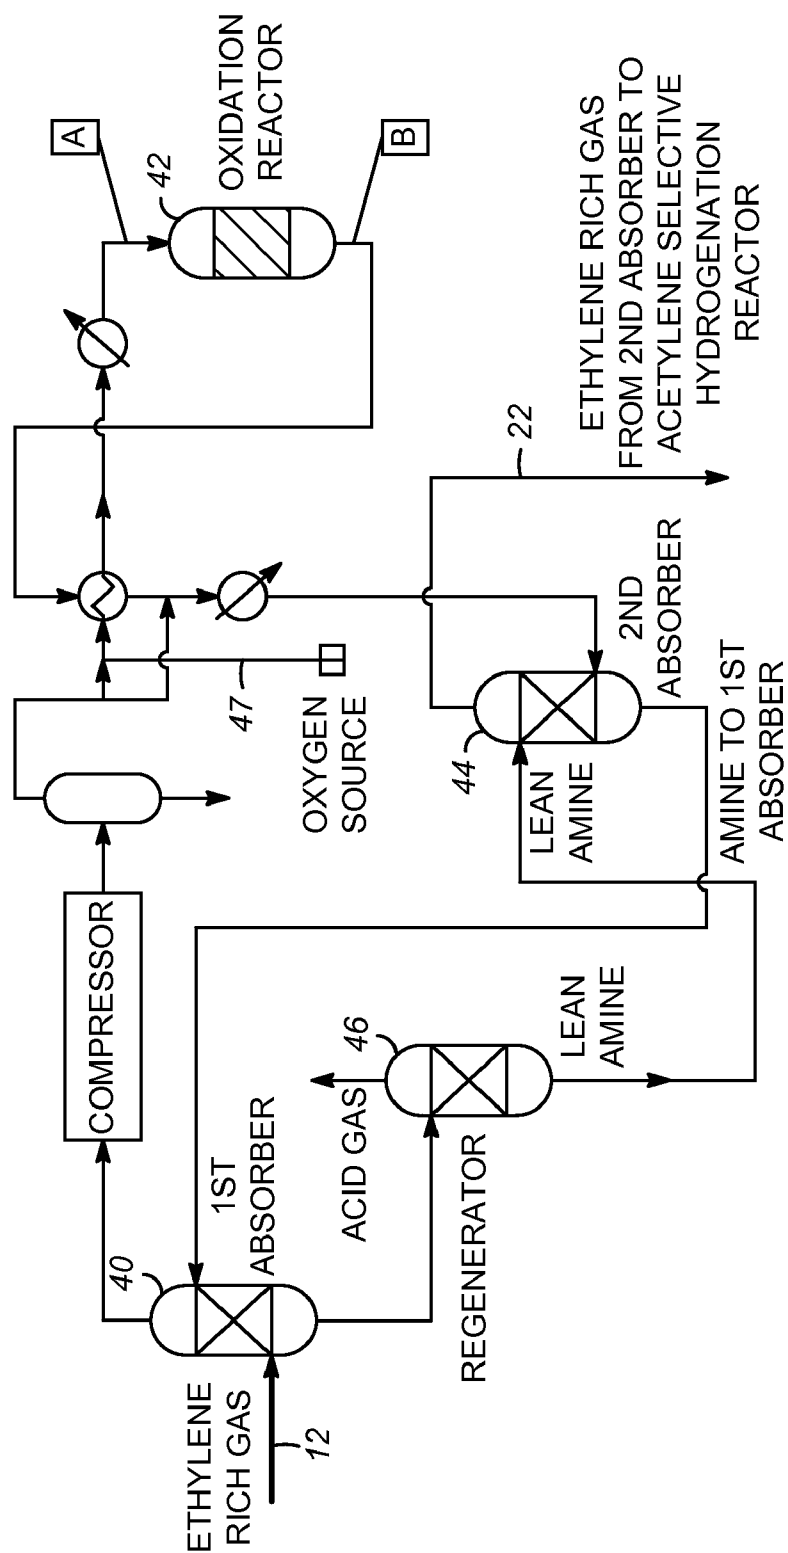 A
42
OXIDATION
REACTOR
B
ETHYLENE RICH GAS
FROM 2ND ABSORBER TO
ACETYLENE SELECTIVE
HYDROGENATION
REACTOR
22
47
OXYGEN
SOURCE
2ND
ABSORBER
44
LEAN
AMINE
AMINE TO 1ST
ABSORBER
COMPRESSOR
46
LEAN
AMINE
ACID GAS
REGENERATOR
1ST
ABSORBER
40
ETHYLENE
RICH GAS
12